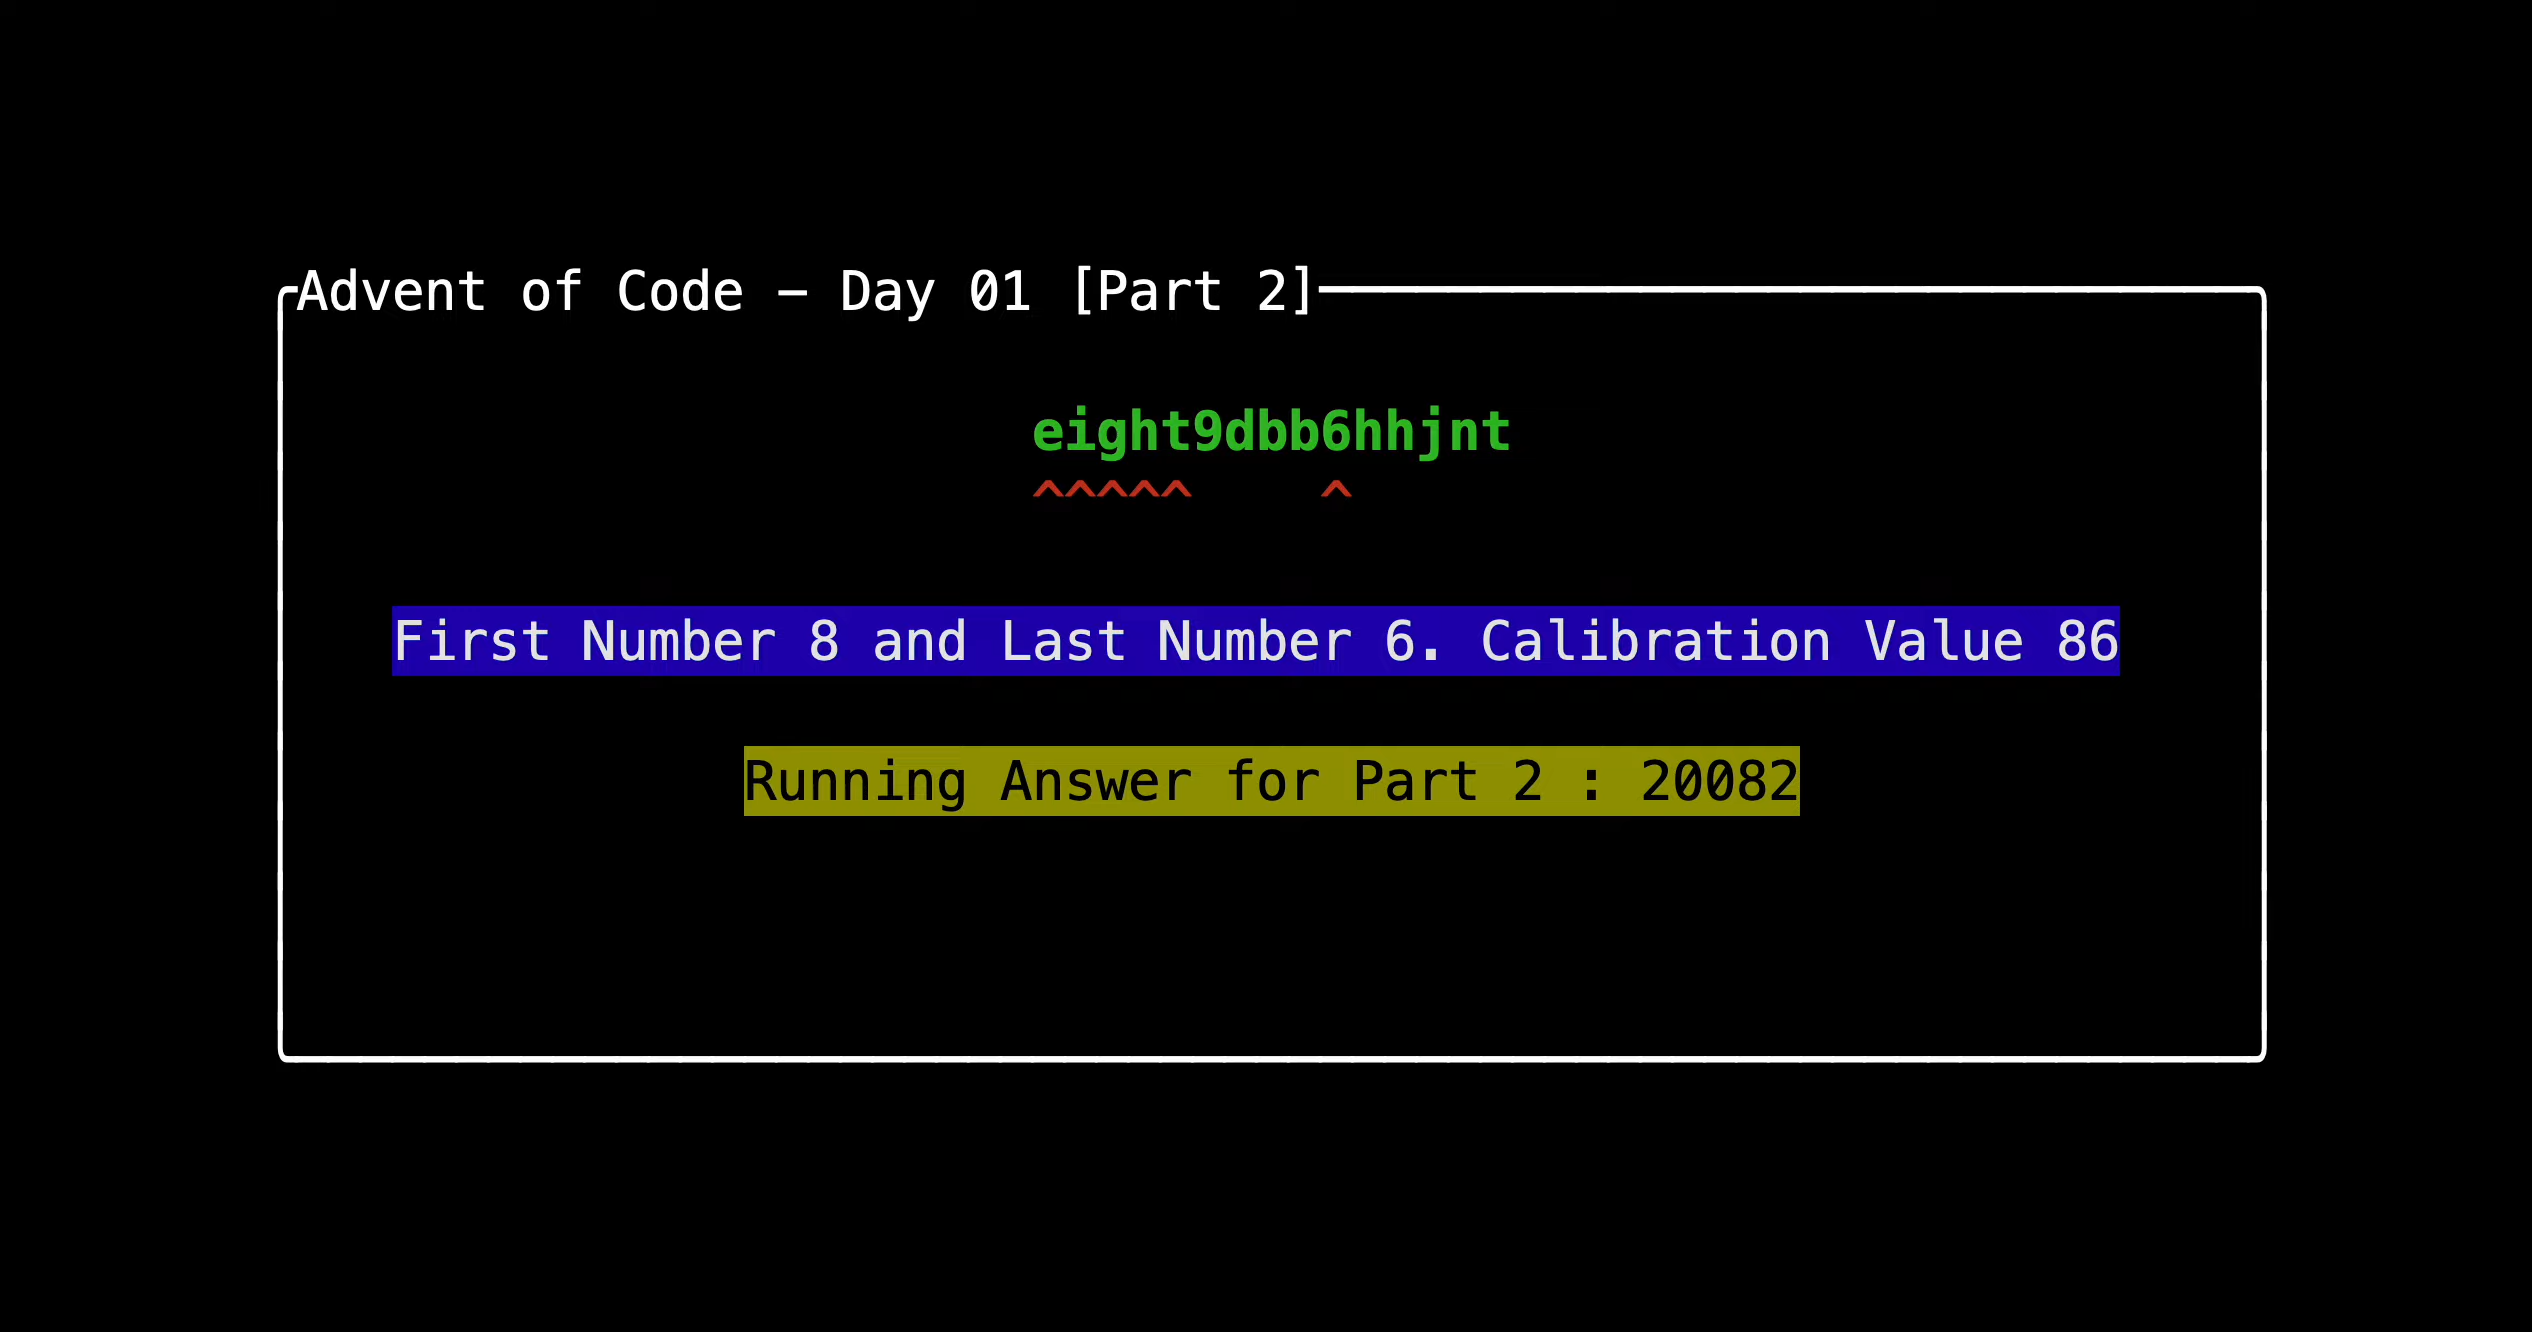 Advent of Code - Day 01 [Part 2]
eight9dbb6hhjnt
^^^^^    ^
First Number 8 and Last Number 6. Calibration Value 86
Running Answer for Part 2 : 20082